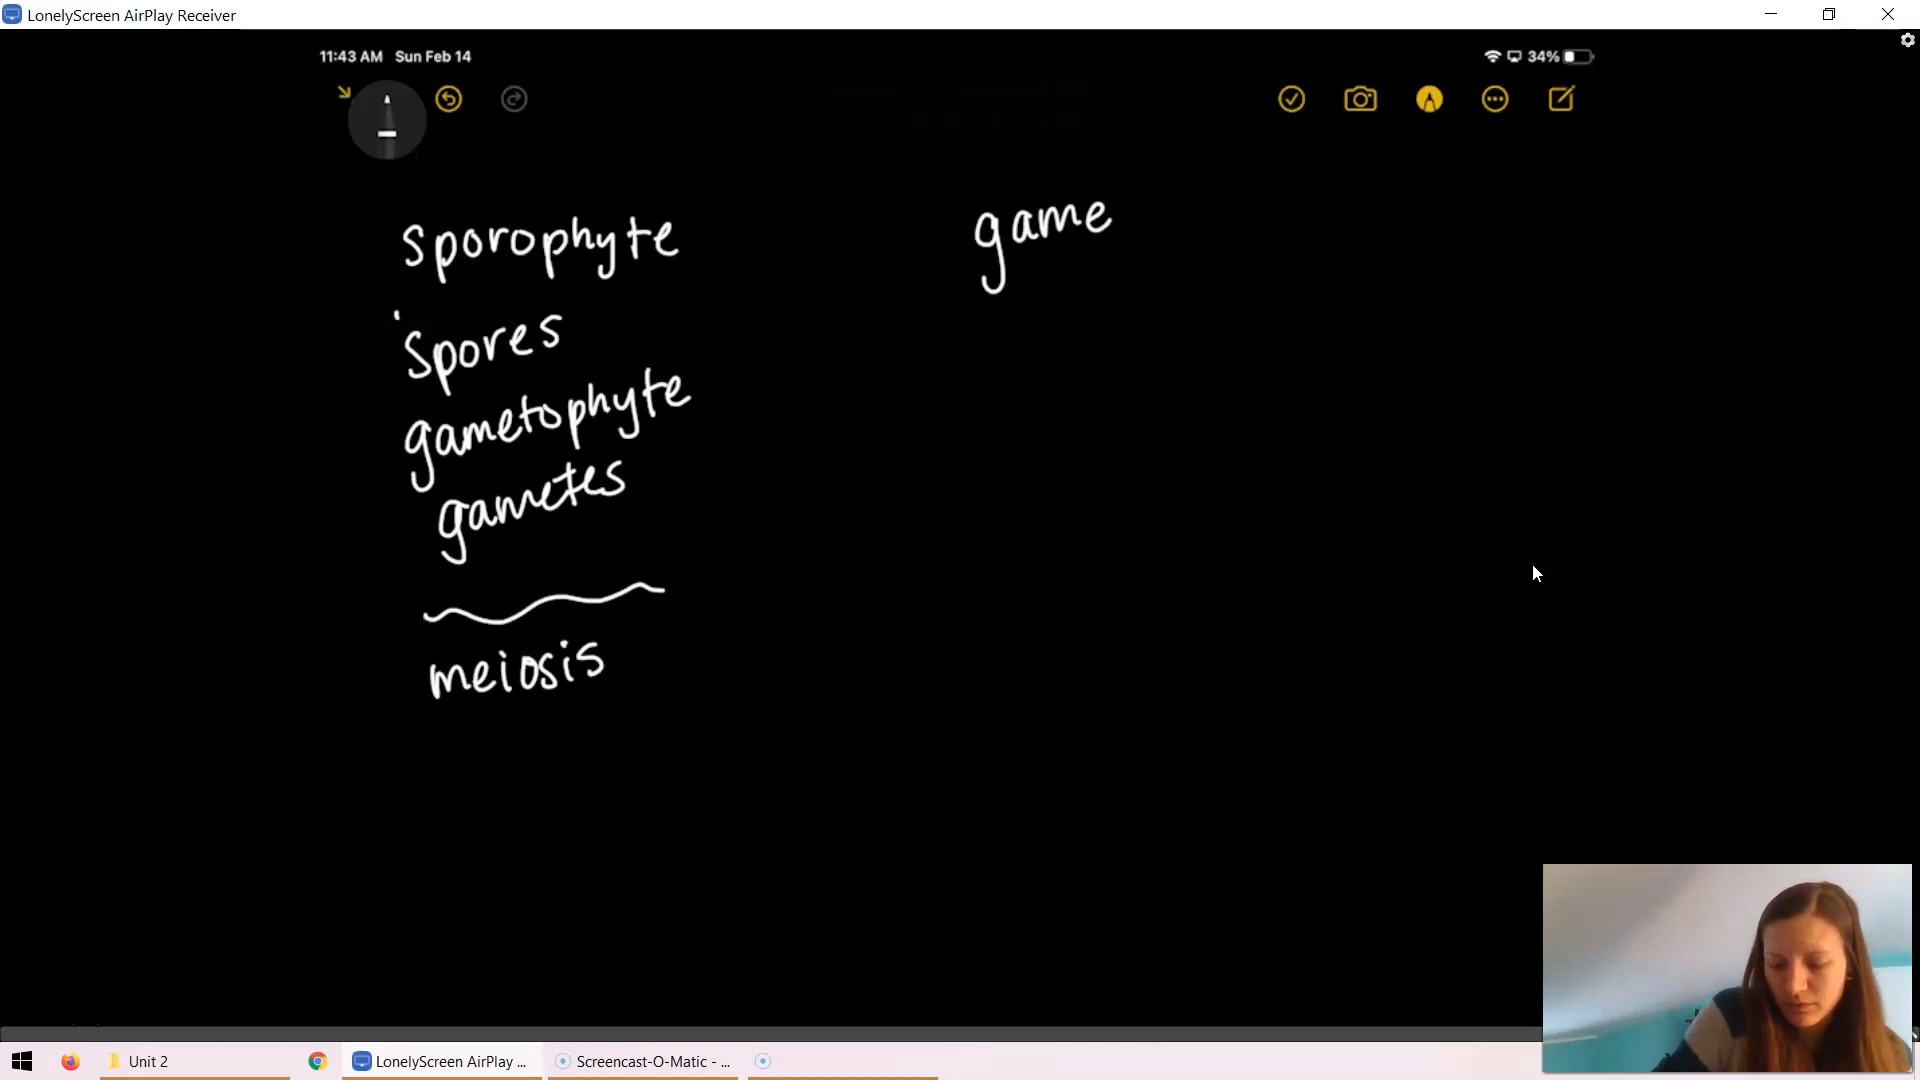 LonelyScreen AirPlay Receiver
11:43 AM Sun Feb 14
34%
sporophyte
game
spores
gametophyte
gametes
meiosis
Unit 2
LonelyScreen AirPlay ...
Screencast-O-Matic - ...